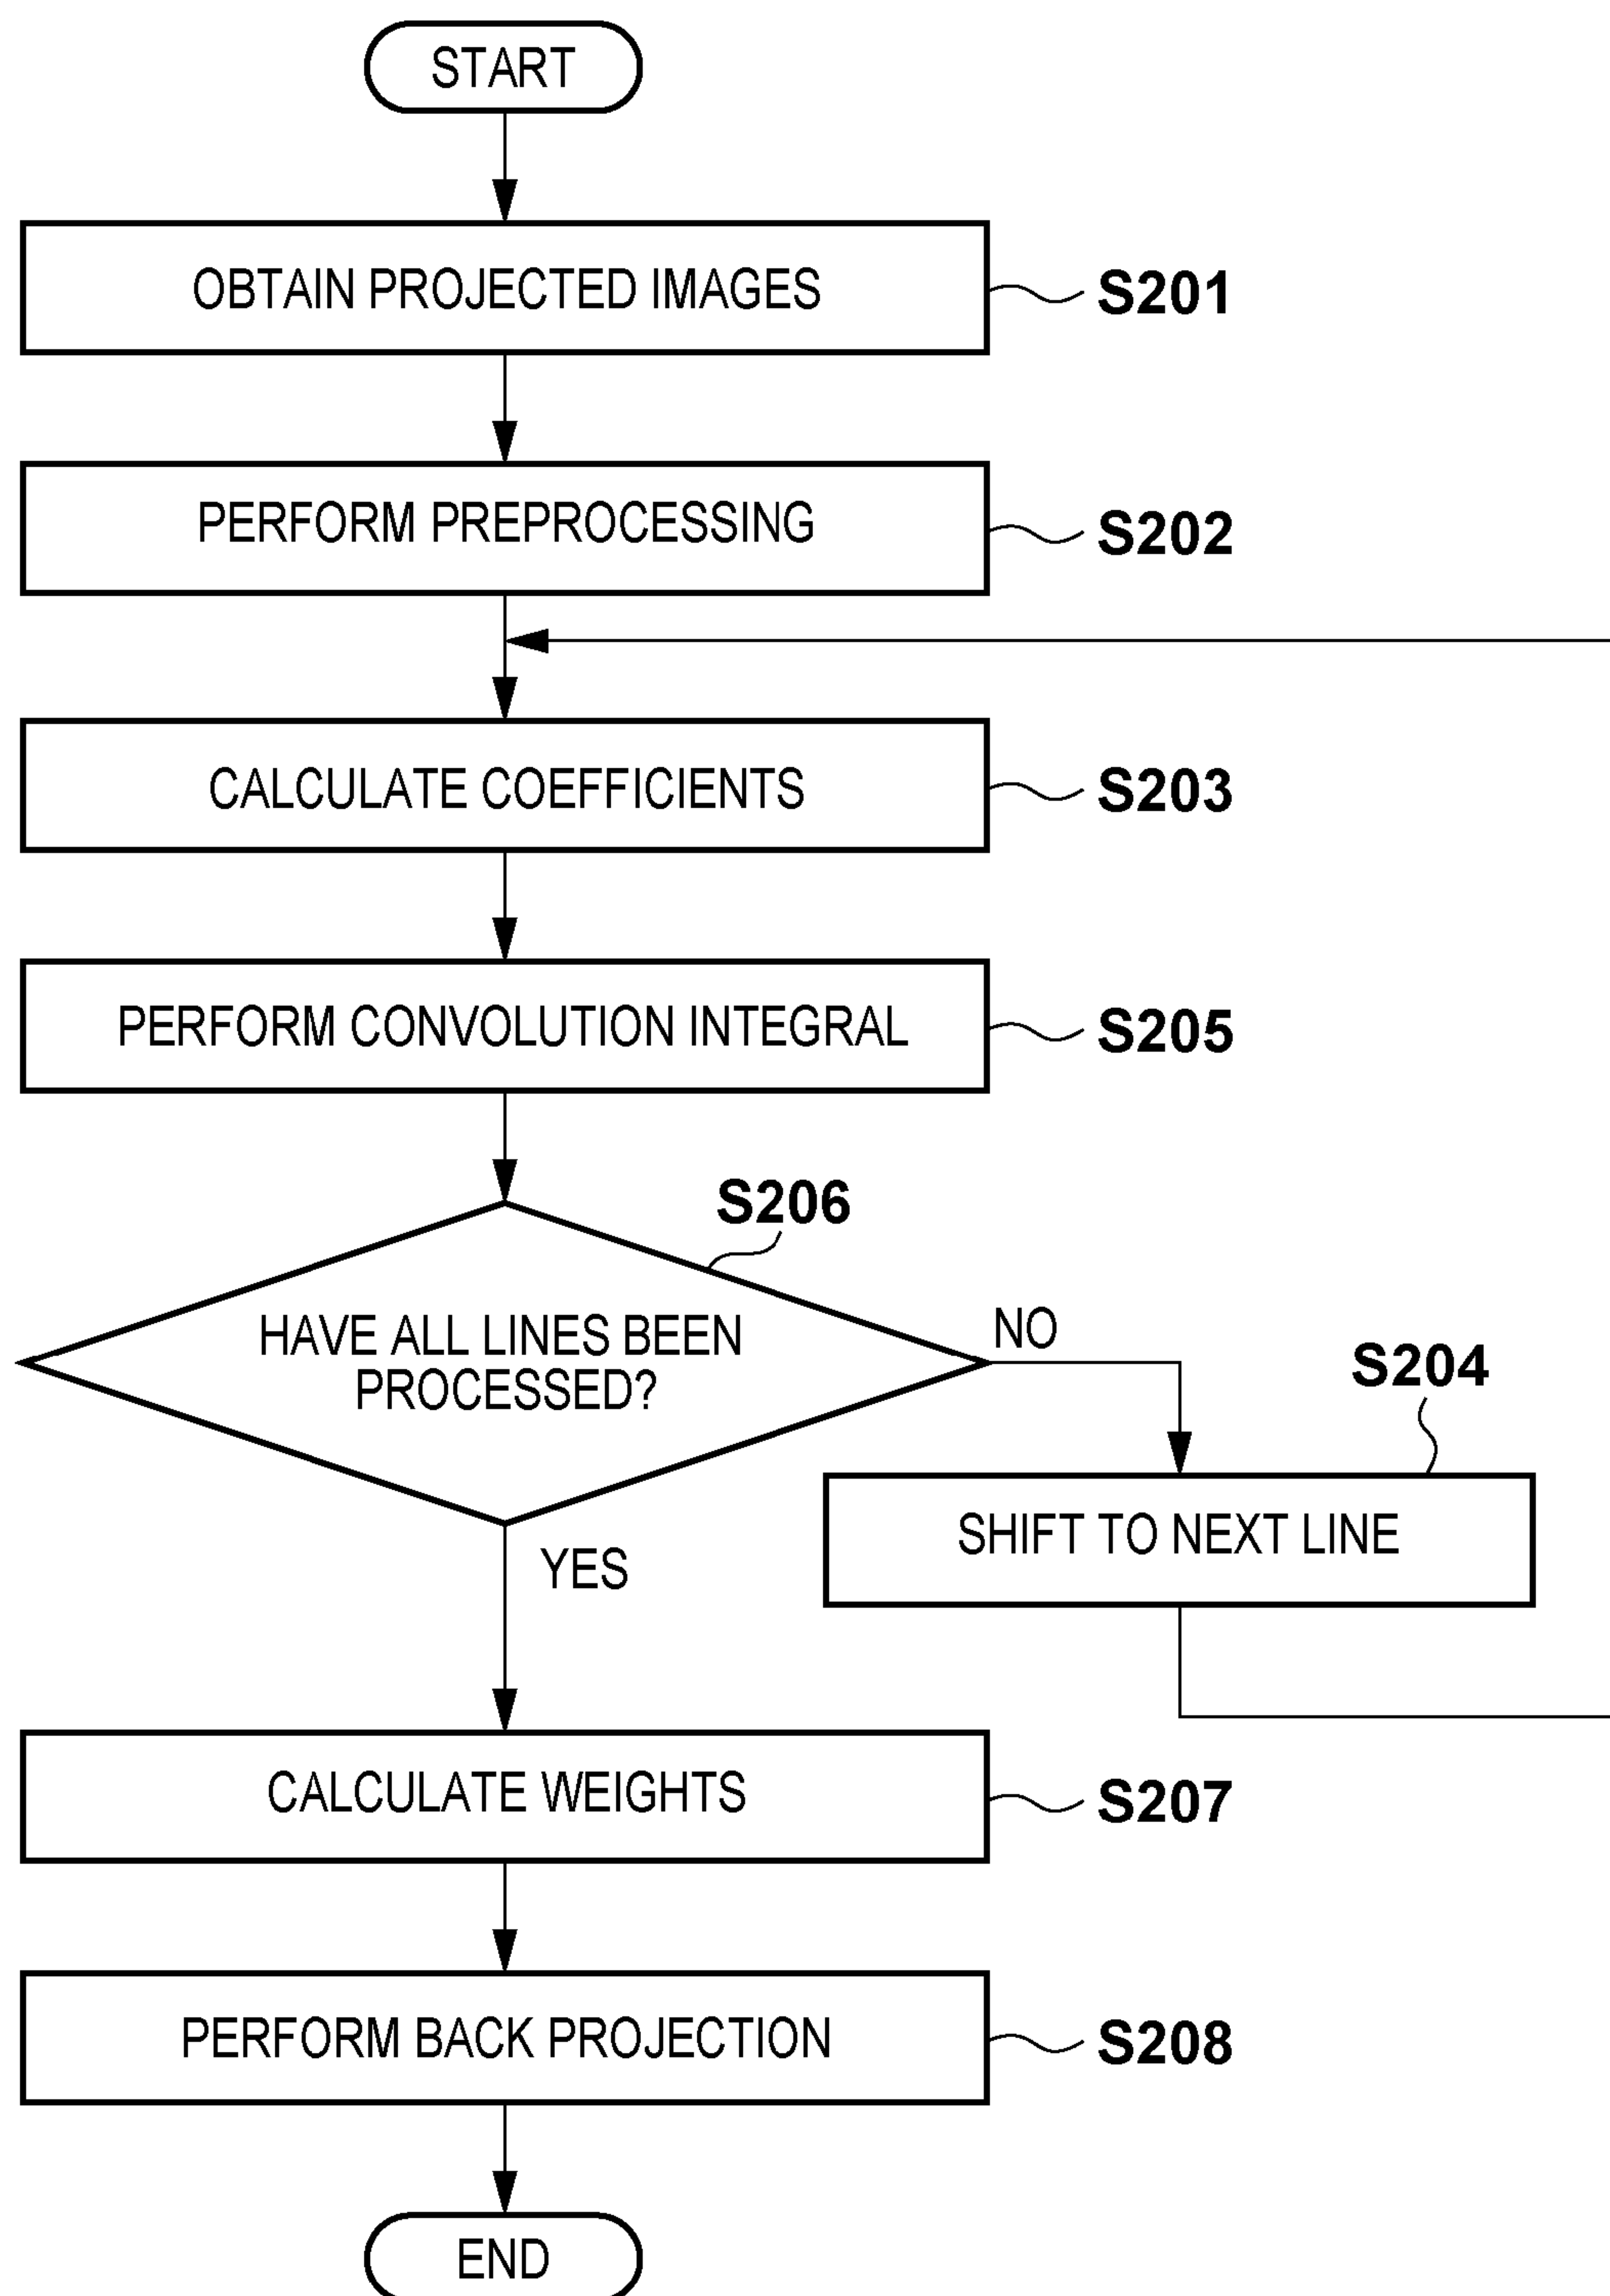 START
OBTAIN PROJECTED IMAGES
S201
PERFORM PREPROCESSING
S202
CALCULATE COEFFICIENTS
S203
PERFORM CONVOLUTION INTEGRAL
S205
S206
HAVE ALL LINES BEEN
PROCESSED?
NO
S204
SHIFT TO NEXT LINE
YES
CALCULATE WEIGHTS
S207
PERFORM BACK PROJECTION
S208
END